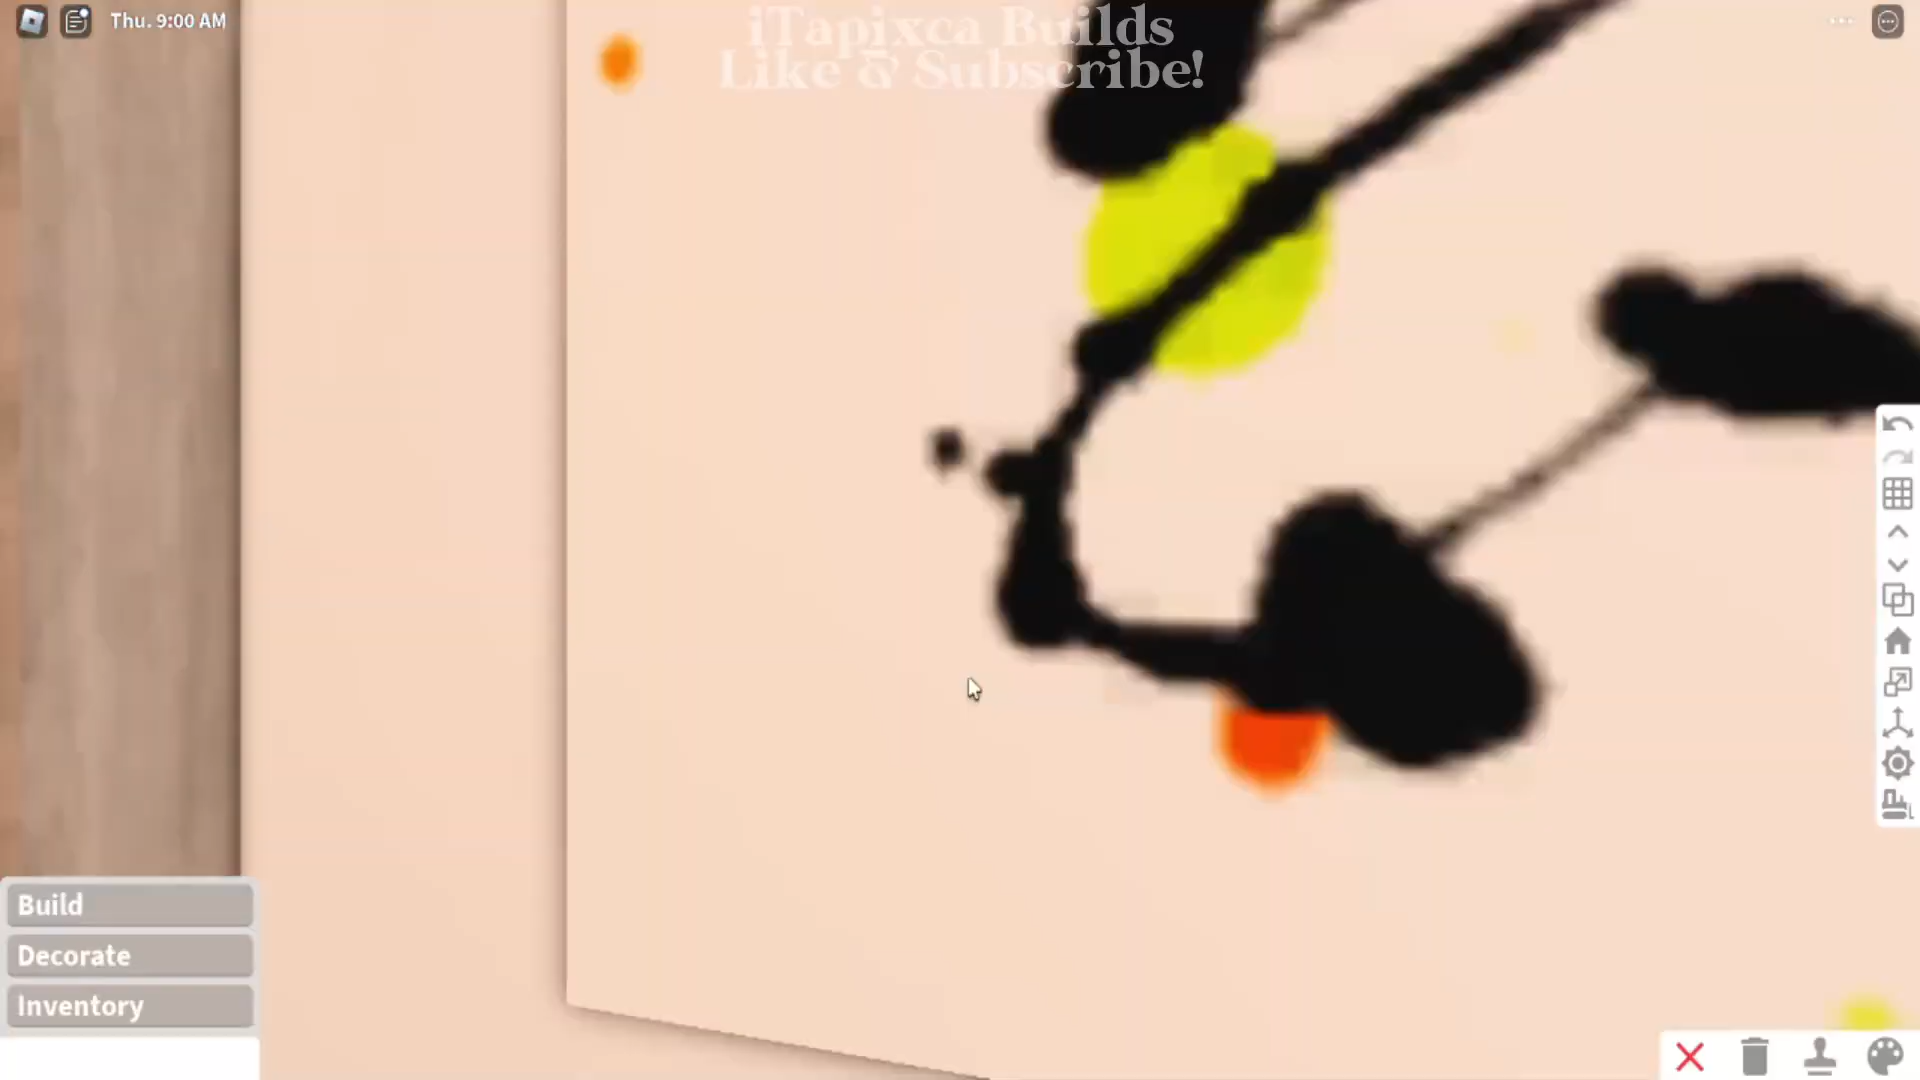 Thu. 9:00 AM
iTapixca Builds
Like & Subscribe!
Build
Decorate
Inventory